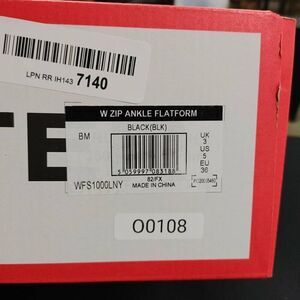 LPN RR IH143 7140
W ZIP ANKLE FLATFORM
BLACK(BLK)
BM
UK
3
US
5
EU
36
5 059997 083180
WFS1000LNY
82/FX
MADE IN CHINA
TE
O0108